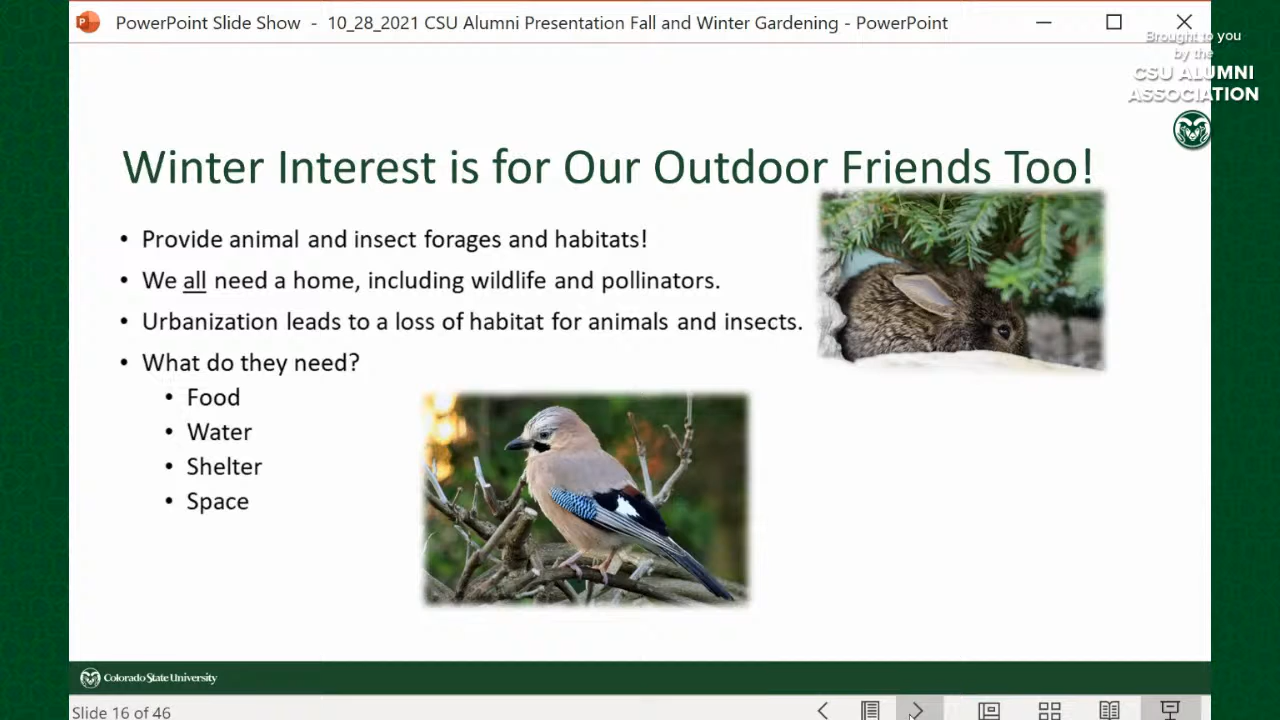 PowerPoint Slide Show - 10_28_2021 CSU Alumni Presentation Fall and Winter Gardening - PowerPoint
Brought to you
by the
CSU ALUMNI
ASSOCIATION
Winter Interest is for Our Outdoor Friends Too!
• Provide animal and insect forages and habitats!
• We all need a home, including wildlife and pollinators.
• Urbanization leads to a loss of habitat for animals and insects.
• What do they need?
• Food
• Water
• Shelter
• Space
Colorado State University
Slide 16 of 46